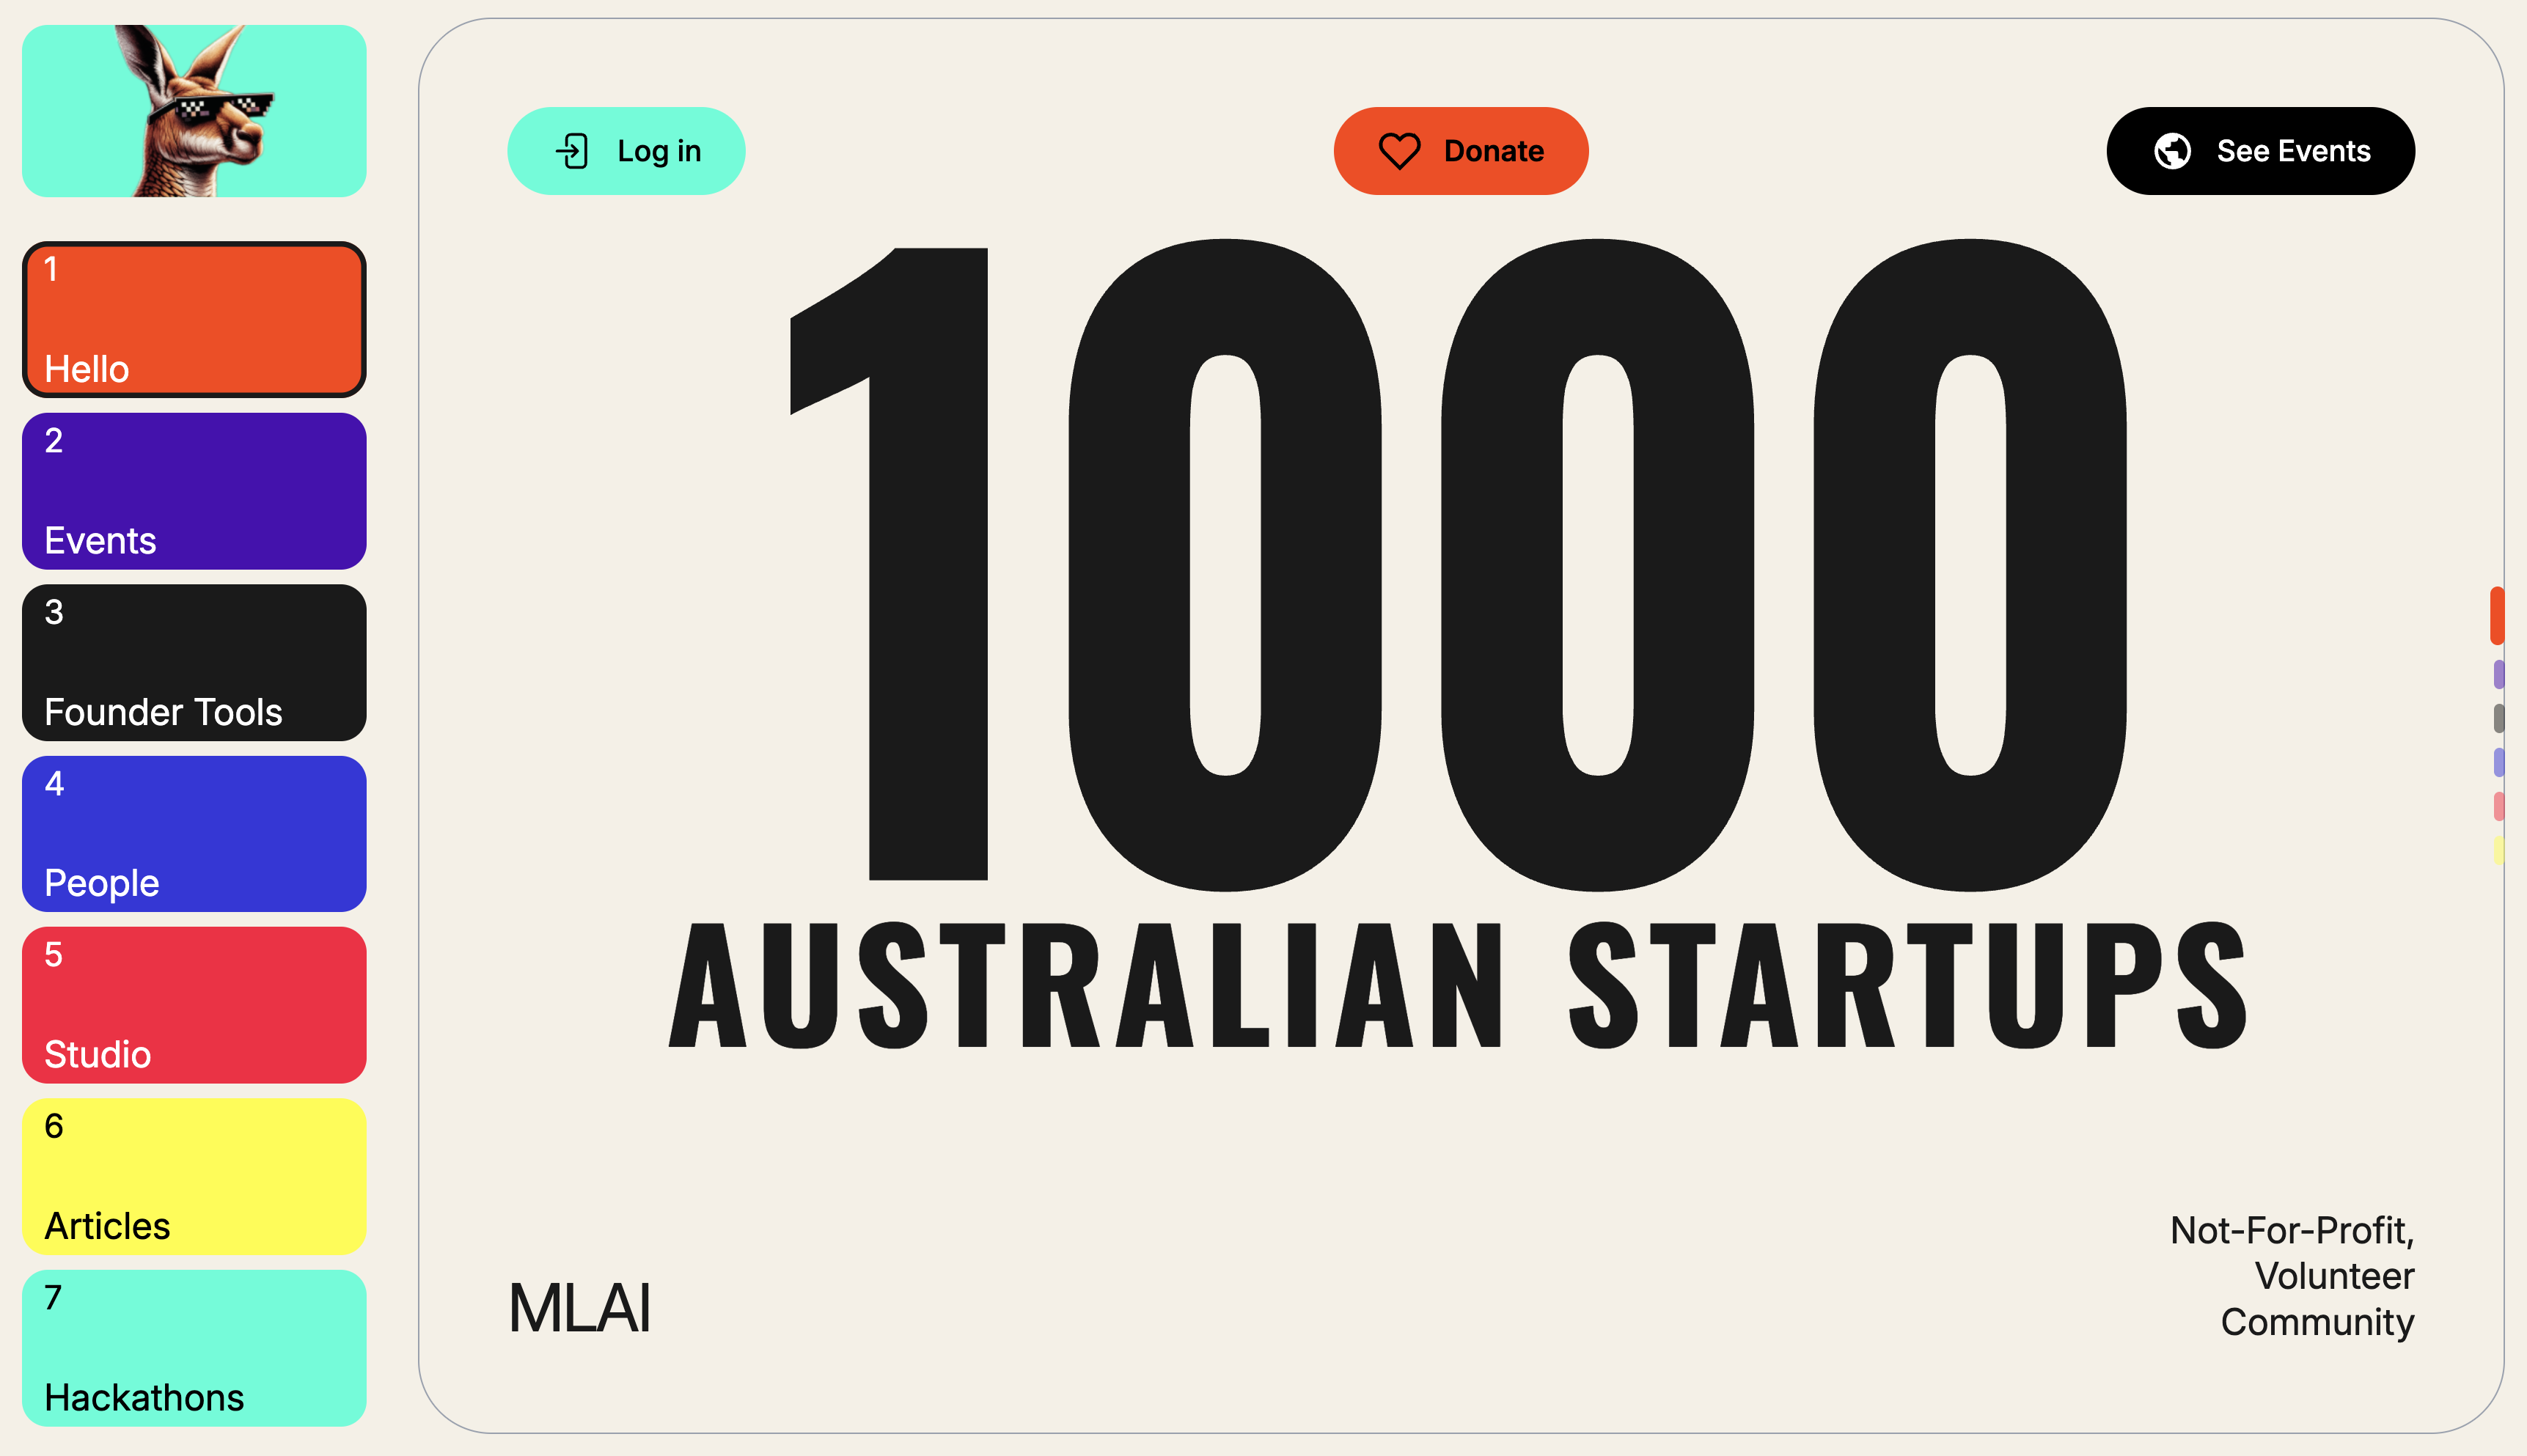 1
Hello
2
Events
3
Founder Tools
4
People
5
Studio
6
Articles
7
Hackathons
Log in
Donate
See Events
1000
AUSTRALIAN STARTUPS
MLAI
Not-For-Profit,
Volunteer
Community